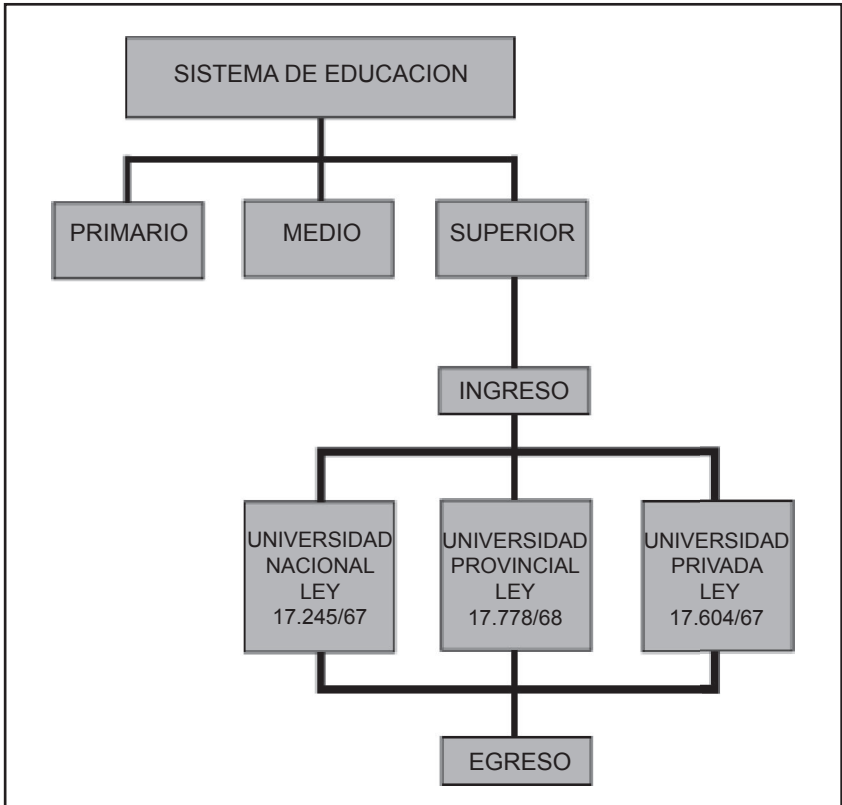 SISTEMA DE EDUCACION
PRIMARIO
MEDIO
SUPERIOR
INGRESO
UNIVERSIDAD
NACIONAL
LEY
17.245/67
UNIVERSIDAD
PROVINCIAL
LEY
17.778/68
UNIVERSIDAD
PRIVADA
LEY
17.604/67
EGRESO